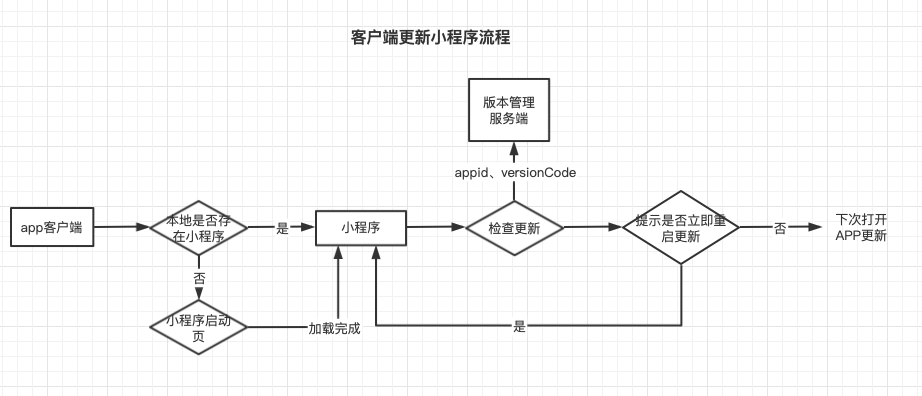 客户端更新小程序流程
版本管理
服务端
appid、versionCode
app客户端
本地是否存
在小程序
是
小程序
检查更新
提示是否立即重
启更新
否
下次打开
APP更新
否
小程序启动
页
加载完成
是